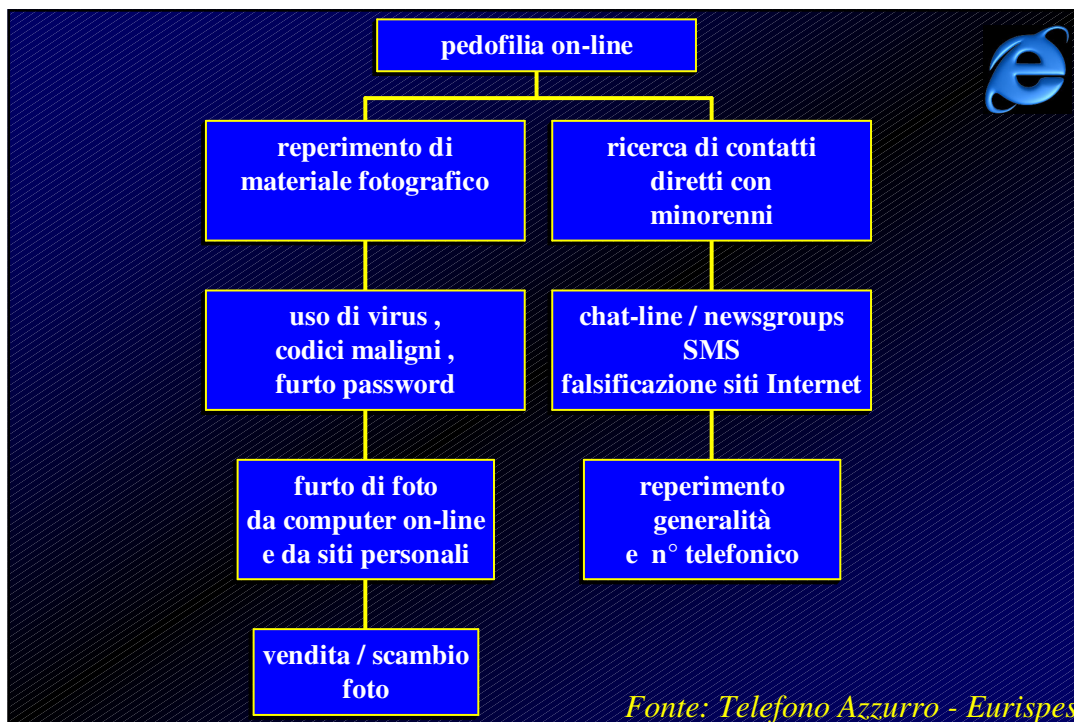 pedofilia on-line
reperimento di
materiale fotografico
uso di virus ,
codici maligni ,
furto password
furto di foto
da computer on-line
e da siti personali
vendita / scambio
foto
ricerca di contatti
diretti con
minorenni
chat-line / newsgroups
SMS
falsificazione siti Internet
reperimento
generalità
e n° telefonico
Fonte: Telefono Azzurro - Eurispes